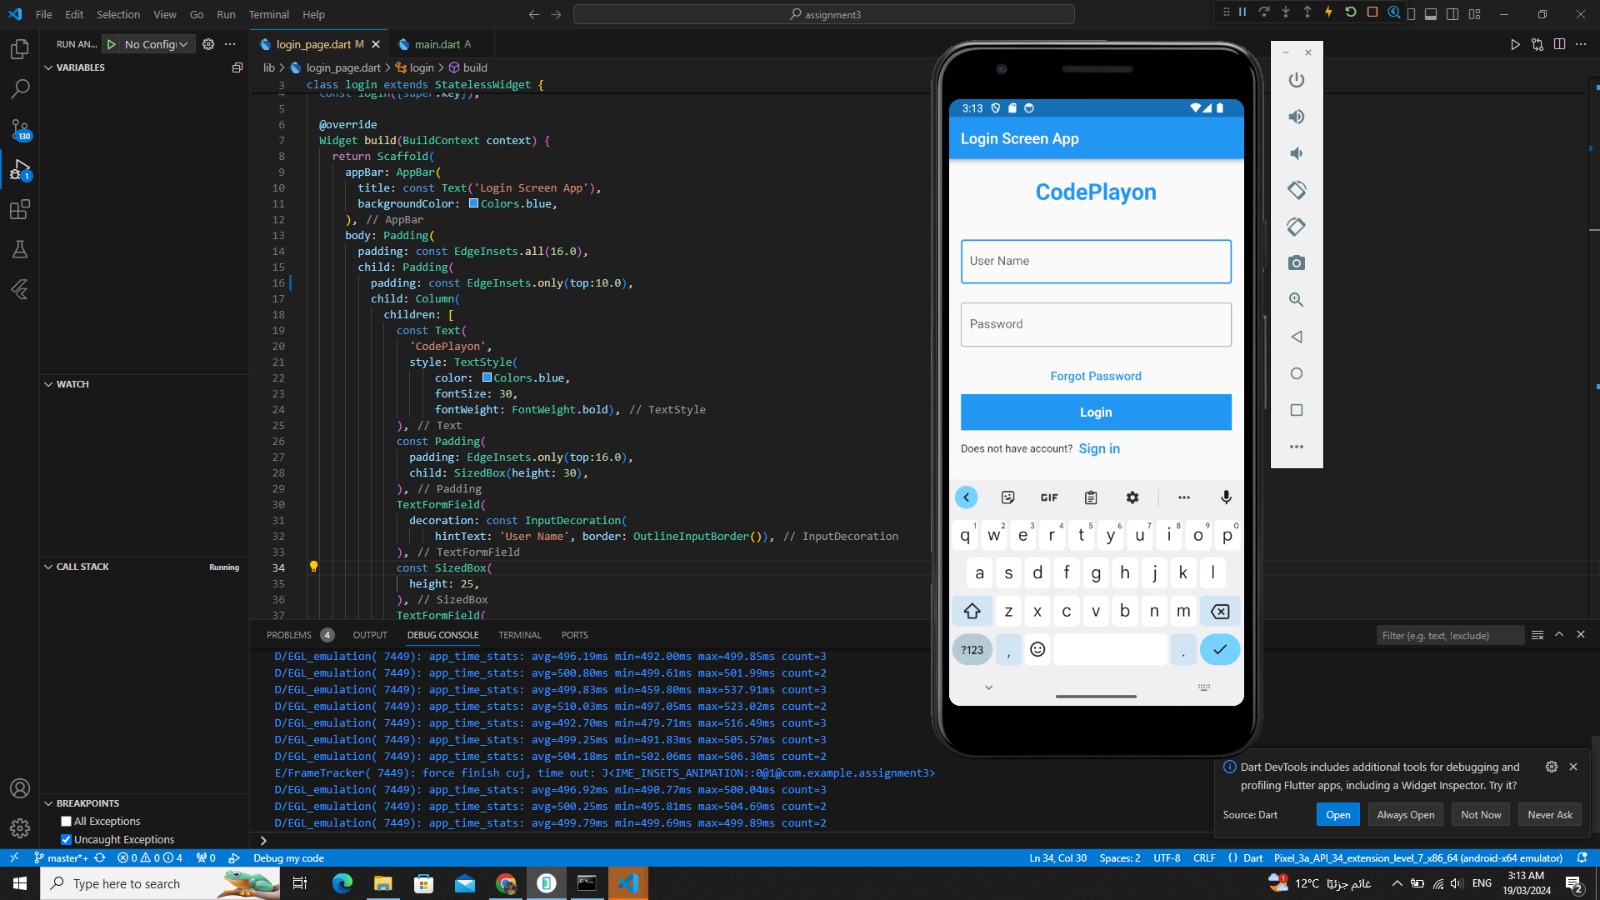 File Edit Selection View Go Run Terminal Help
assignment3
RUN AN... No Config
login_page.dart M
main.dart A
VARIABLES
lib > login_page.dart > login > build
3 class login extends StatelessWidget {
4 const login({super.key});
5
6 @override
7 Widget build(BuildContext context) {
8 return Scaffold(
9 appBar: AppBar(
10 title: const Text('Login Screen App'),
11 backgroundColor: Colors.blue,
12 ), // AppBar
13 body: Padding(
14 padding: const EdgeInsets.all(16.0),
15 child: Padding(
16 padding: const EdgeInsets.only(top:10.0),
17 child: Column(
18 children: [
19 const Text(
20 'CodePlayon',
21 style: TextStyle(
22 color: Colors.blue,
23 fontSize: 30,
24 fontWeight: FontWeight.bold), // TextStyle
25 ), // Text
26 const Padding(
27 padding: EdgeInsets.only(top:16.0),
28 child: SizedBox(height: 30),
29 ), // Padding
30 TextFormField(
31 decoration: const InputDecoration(
32 hintText: 'User Name', border: OutlineInputBorder()), // InputDecoration
33 ), // TextFormField
34 const SizedBox(
35 height: 25,
36 ), // SizedBox
37 TextFormField(
130
1
WATCH
CALL STACK Running
BREAKPOINTS
All Exceptions
Uncaught Exceptions
PROBLEMS 4 OUTPUT DEBUG CONSOLE TERMINAL PORTS
Filter (e.g. text, !exclude)
D/EGL_emulation( 7449): app_time_stats: avg=496.19ms min=492.00ms max=499.85ms count=3
D/EGL_emulation( 7449): app_time_stats: avg=500.80ms min=499.61ms max=501.99ms count=2
D/EGL_emulation( 7449): app_time_stats: avg=499.83ms min=459.80ms max=537.91ms count=3
D/EGL_emulation( 7449): app_time_stats: avg=510.03ms min=497.05ms max=523.02ms count=2
D/EGL_emulation( 7449): app_time_stats: avg=492.70ms min=479.71ms max=516.49ms count=3
D/EGL_emulation( 7449): app_time_stats: avg=499.25ms min=491.83ms max=505.57ms count=3
D/EGL_emulation( 7449): app_time_stats: avg=504.18ms min=502.06ms max=506.30ms count=2
E/FrameTracker( 7449): force finish cuj, time out: J<IME_INSETS_ANIMATION::0@1@com.example.assignment3>
D/EGL_emulation( 7449): app_time_stats: avg=496.92ms min=490.77ms max=500.04ms count=3
D/EGL_emulation( 7449): app_time_stats: avg=500.25ms min=495.81ms max=504.69ms count=2
D/EGL_emulation( 7449): app_time_stats: avg=499.79ms min=499.69ms max=499.89ms count=2
3:13
Login Screen App
CodePlayon
User Name
Password
Forgot Password
Login
Does not have account? Sign in
GIF
q1 w2 e3 r4 t5 y6 u7 i8 o9 p0
a s d f g h j k l
z x c v b n m
?123 , .
Dart DevTools includes additional tools for debugging and
profiling Flutter apps, including a Widget Inspector. Try it?
Source: Dart Open Always Open Not Now Never Ask
master*+ 0 0 4 0 Debug my code
Ln 34, Col 30 Spaces: 2 UTF-8 CRLF {} Dart Pixel_3a_API_34_extension_level_7_x86_64 (android-x64 emulator)
Type here to search
1
12°C غائم جزئيًا
ENG
3:13 AM
19/03/2024
2